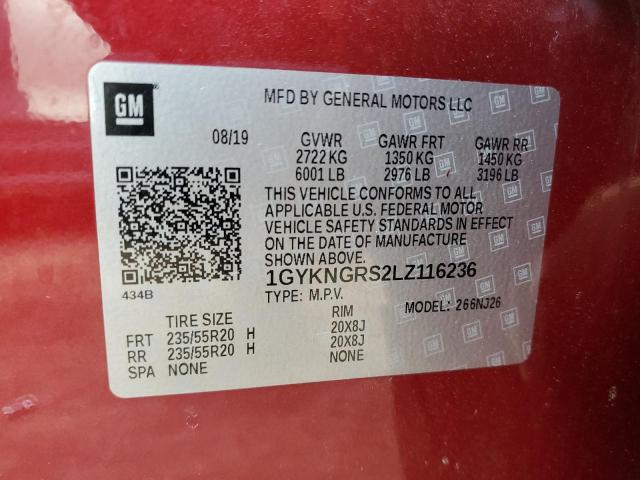 GM
MFD BY GENERAL MOTORS LLC
08/19 GVWR GAWR FRT GAWR RR
2722 KG 1350 KG 1450 KG
6001 LB 2976 LB 3196 LB
THIS VEHICLE CONFORMS TO ALL
APPLICABLE U.S. FEDERAL MOTOR
VEHICLE SAFETY STANDARDS IN EFFECT
ON THE DATE OF MANUFACTURE
SHOWN ABOVE.
434B
1GYKNGRS2LZ116236
TYPE: M.P.V. MODEL: 266NJ26
TIRE SIZE RIM
FRT 235/55R20 H 20X8J
RR 235/55R20 H 20X8J
SPA NONE NONE